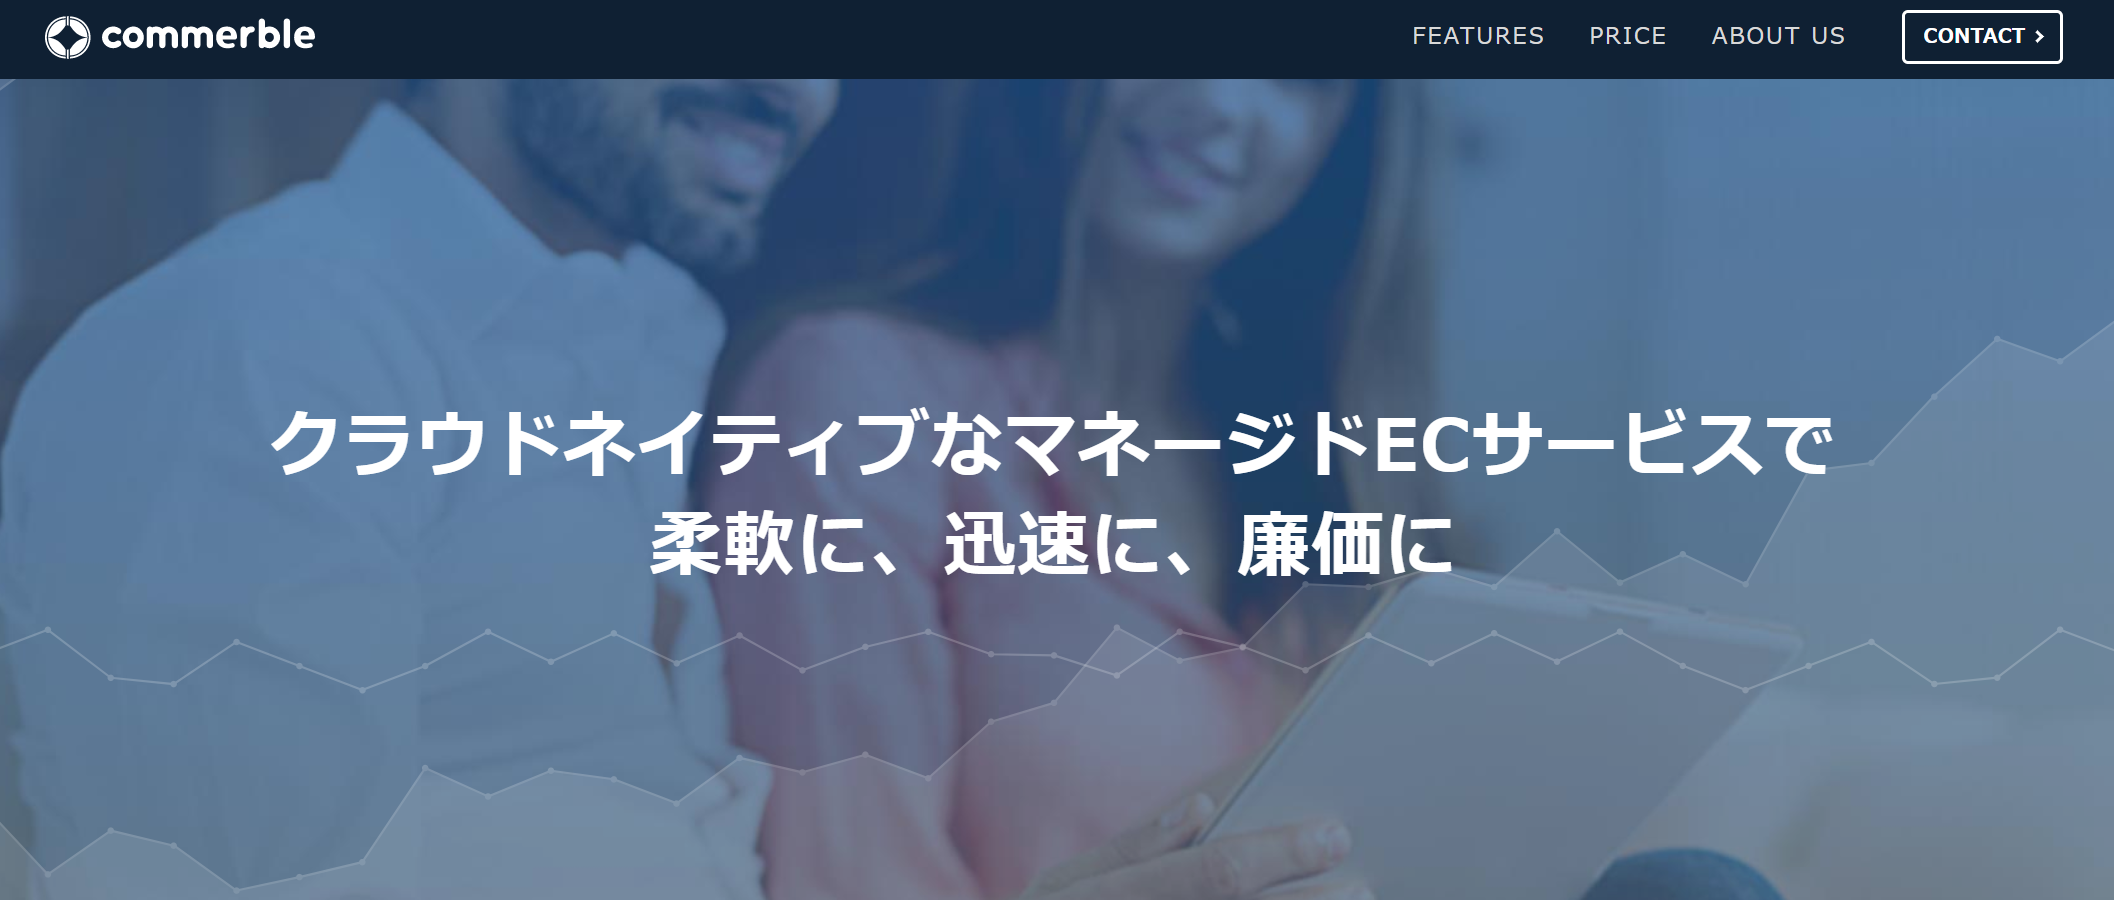 commerble
FEATURES
PRICE
ABOUT US
CONTACT
クラウドネイティブなマネージドECサービスで
柔軟に、迅速に、廉価に